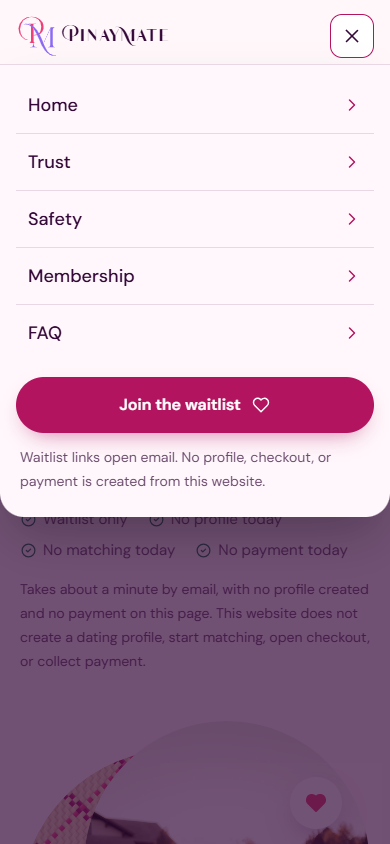 PM PINAYMATE
Home
Trust
Safety
Membership
FAQ
Join the waitlist
Waitlist links open email. No profile, checkout, or
payment is created from this website.
Waitlist only No profile today
No matching today No payment today
Takes about a minute by email, with no profile created
and no payment on this page. This website does not
create a dating profile, start matching, open checkout,
or collect payment.